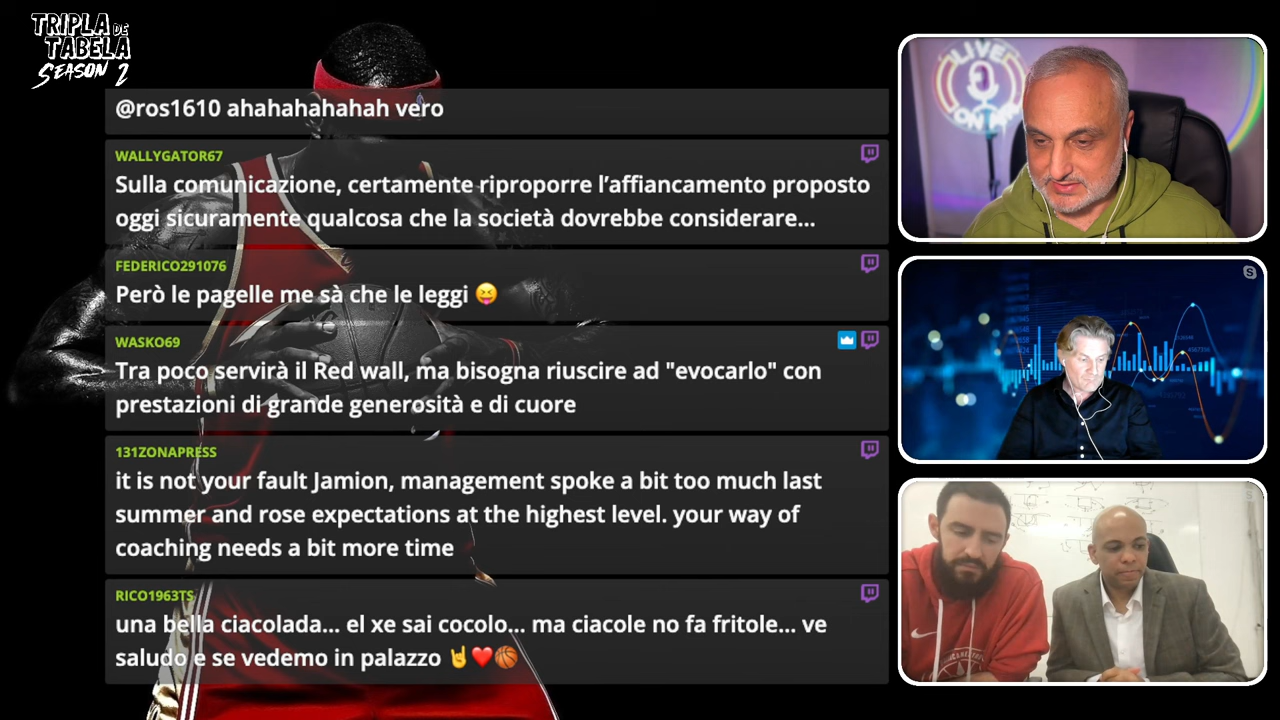 TRIPLA DE
TABELA
SEASON 2
@ros1610 ahahahahahah vero
WALLYGATOR67
Sulla comunicazione, certamente riproporre l’affiancamento proposto
oggi sicuramente qualcosa che la società dovrebbe considerare...
FEDERICO291076
Però le pagelle me sà che le leggi 😝
WASKO69
Tra poco servirà il Red wall, ma bisogna riuscire ad "evocarlo" con
prestazioni di grande generosità e di cuore
131ZONAPRESS
it is not your fault Jamion, management spoke a bit too much last
summer and rose expectations at the highest level. your way of
coaching needs a bit more time
RICO1963TS
una bella ciacolada... el xe sai cocolo... ma ciacole no fa fritole... ve
saludo e se vedemo in palazzo 🤘❤️🏀
LIVE
ON AIR